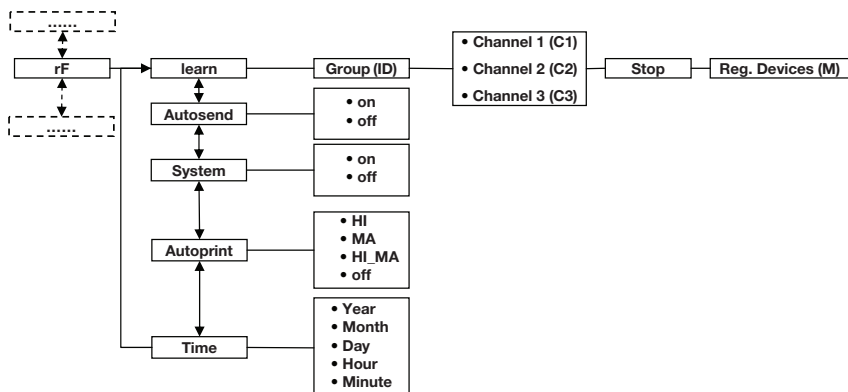 ......
rF
......
learn
Group (ID)
• Channel 1 (C1)
• Channel 2 (C2)
• Channel 3 (C3)
Stop
Reg. Devices (M)
Autosend
• on
• off
System
• on
• off
Autoprint
• HI
• MA
• HI_MA
• off
Time
• Year
• Month
• Day
• Hour
• Minute